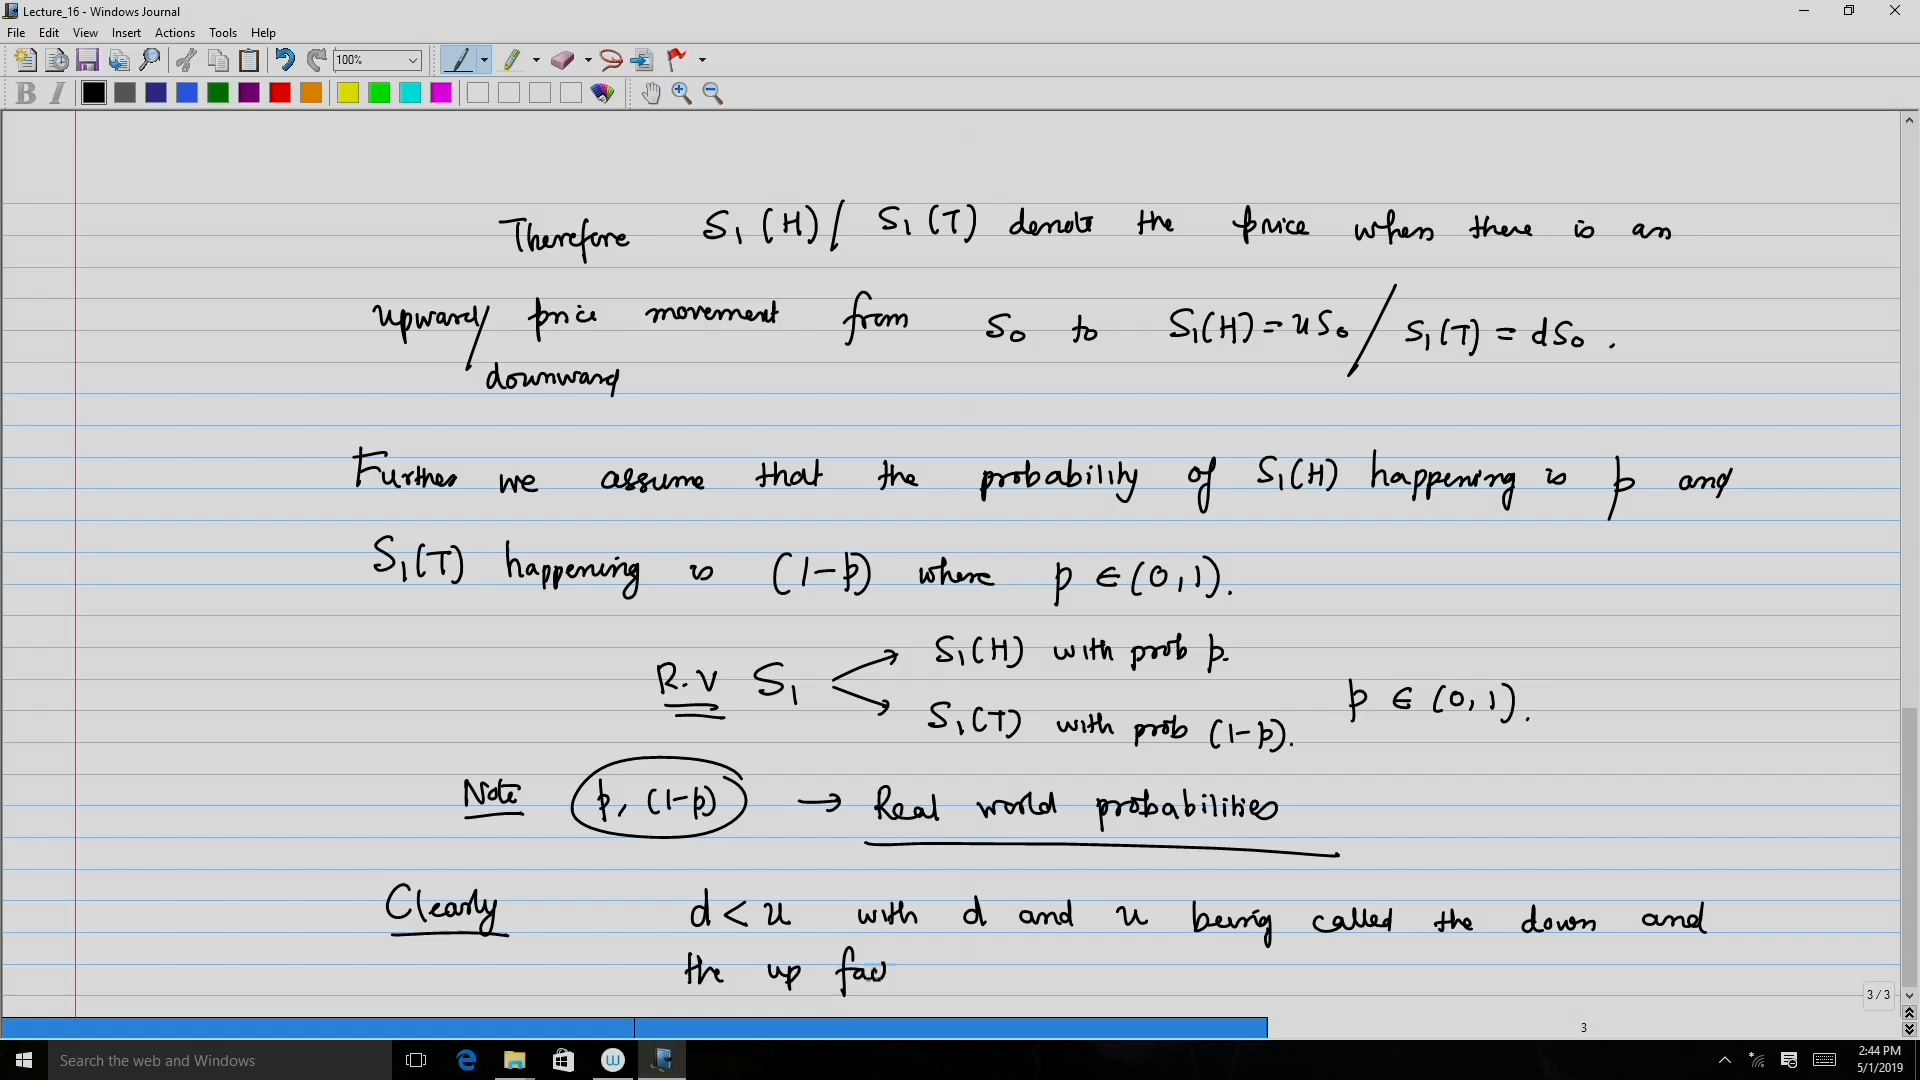 Lecture_16 - Windows Journal
File Edit View Insert Actions Tools Help
100%
B I
Therefore S₁(H) / S₁(T) denote the price when there is an
upward/ price movement from S₀ to S₁(H) = uS₀ / S₁(T) = dS₀.
downward
Further we assume that the probability of S₁(H) happening is p and
S₁(T) happening is (1-p) where p ∈ (0,1).
S₁(H) with prob p.
R.V S₁
p ∈ (0,1).
S₁(T) with prob (1-p).
Note p, (1-p) → Real world probabilities
Clearly d < u with d and u being called the down and
the up fac
3 / 3
3
Search the web and Windows
2:44 PM
5/1/2019